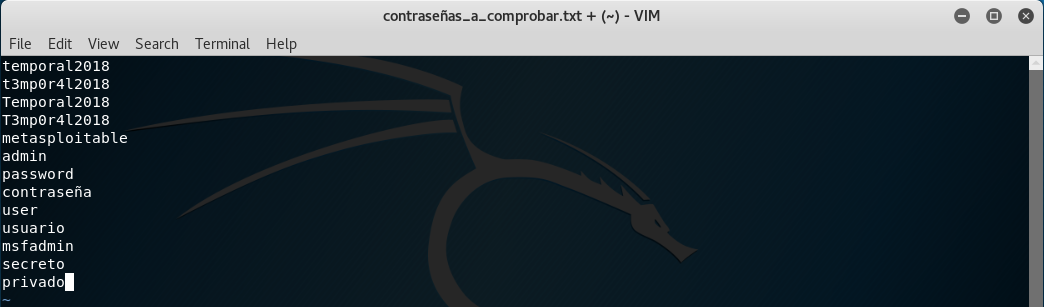 contraseñas_a_comprobar.txt + (~) - VIM
File Edit View Search Terminal Help
temporal2018
t3mp0r4l2018
Temporal2018
T3mp0r4l2018
metasploitable
admin
password
contraseña
user
usuario
msfadmin
secreto
privado
~